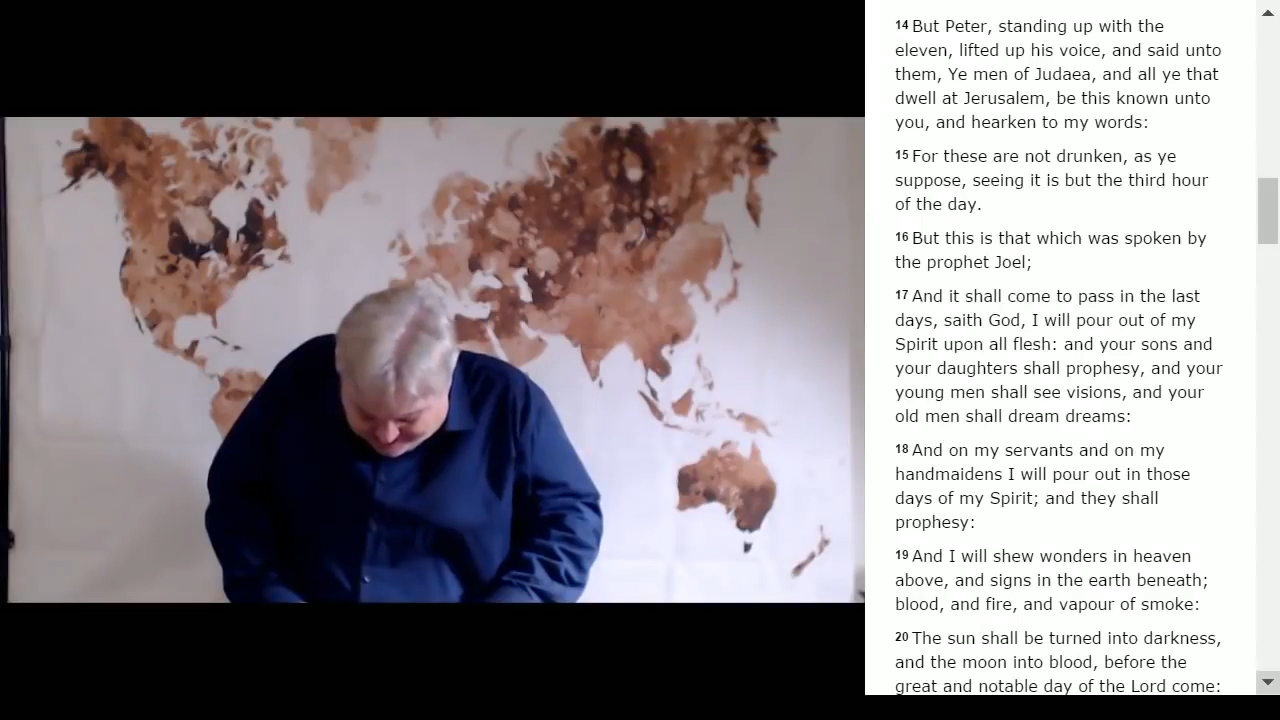 14 But Peter, standing up with the
eleven, lifted up his voice, and said unto
them, Ye men of Judaea, and all ye that
dwell at Jerusalem, be this known unto
you, and hearken to my words:
15 For these are not drunken, as ye
suppose, seeing it is but the third hour
of the day.
16 But this is that which was spoken by
the prophet Joel;
17 And it shall come to pass in the last
days, saith God, I will pour out of my
Spirit upon all flesh: and your sons and
your daughters shall prophesy, and your
young men shall see visions, and your
old men shall dream dreams:
18 And on my servants and on my
handmaidens I will pour out in those
days of my Spirit; and they shall
prophesy:
19 And I will shew wonders in heaven
above, and signs in the earth beneath;
blood, and fire, and vapour of smoke:
20 The sun shall be turned into darkness,
and the moon into blood, before the
great and notable day of the Lord come: